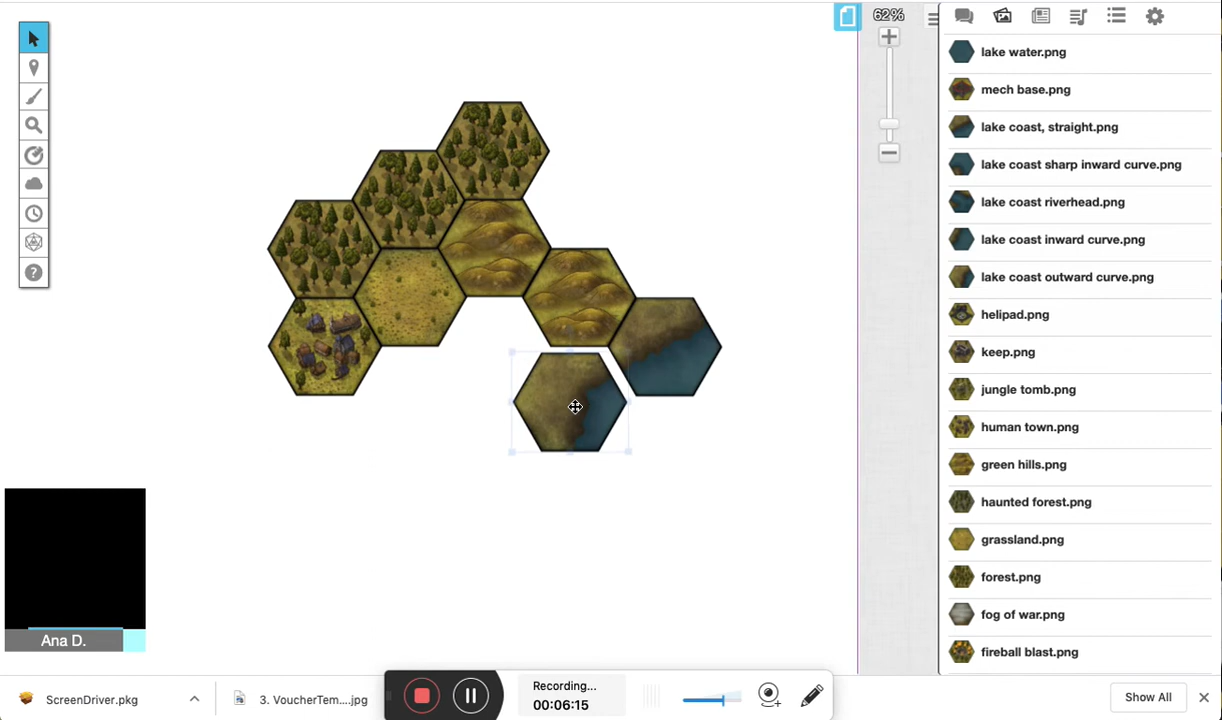 62%
lake water.png
mech base.png
lake coast, straight.png
lake coast sharp inward curve.png
lake coast riverhead.png
lake coast inward curve.png
lake coast outward curve.png
helipad.png
keep.png
jungle tomb.png
human town.png
green hills.png
haunted forest.png
grassland.png
forest.png
fog of war.png
fireball blast.png
Ana D.
ScreenDriver.pkg
3. VoucherTem....jpg
Recording...
00:06:15
Show All